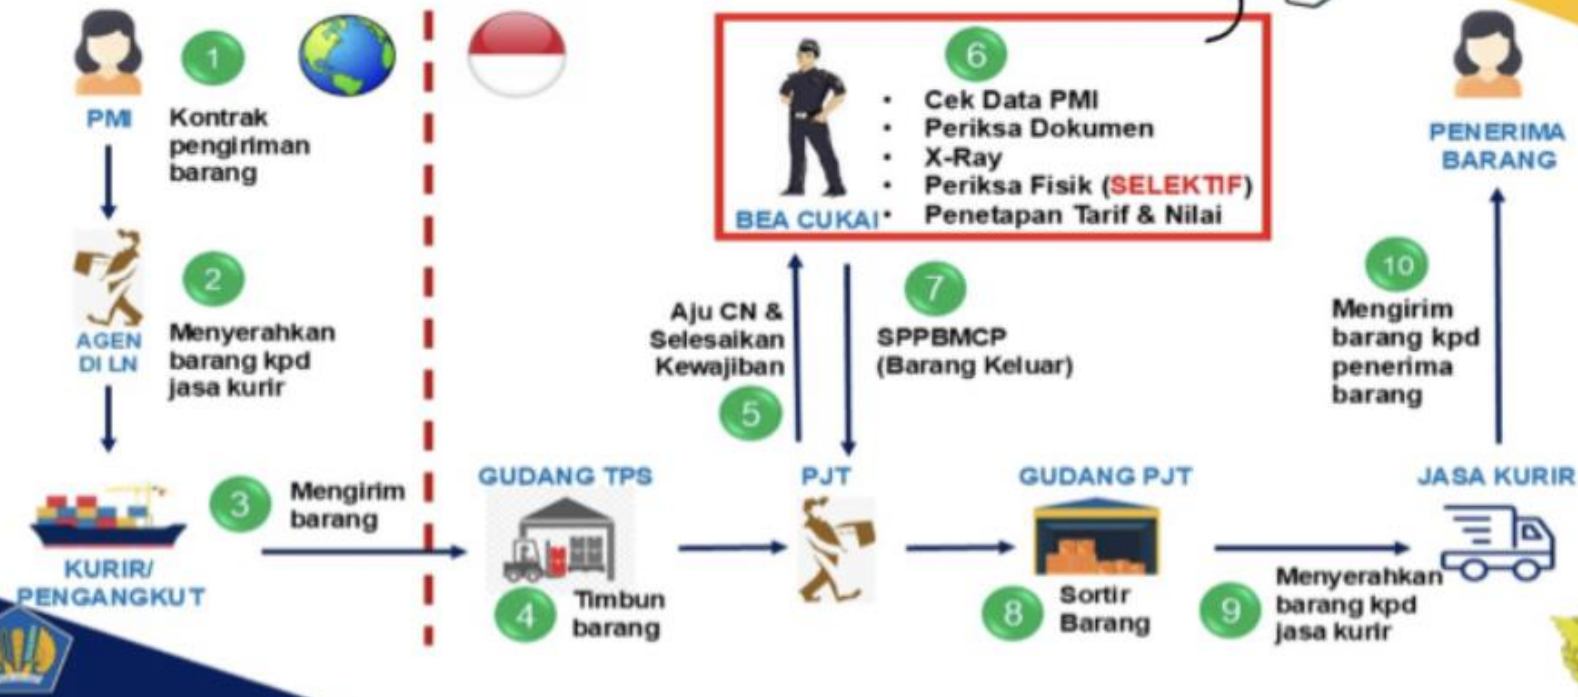 1
PMI
Kontrak
pengiriman
barang
2
AGEN
DI LN
Menyerahkan
barang kpd
jasa kurir
3
Mengirim
barang
KURIR/
PENGANGKUT
GUDANG TPS
4
Timbun
barang
5
Aju CN &
Selesaikan
Kewajiban
PJT
6
• Cek Data PMI
• Periksa Dokumen
• X-Ray
• Periksa Fisik (SELEKTIF)
• Penetapan Tarif & Nilai
BEA CUKAI
7
SPPBMCP
(Barang Keluar)
GUDANG PJT
8
Sortir
Barang
9
Menyerahkan
barang kpd
jasa kurir
JASA KURIR
10
Mengirim
barang kpd
penerima
barang
PENERIMA
BARANG